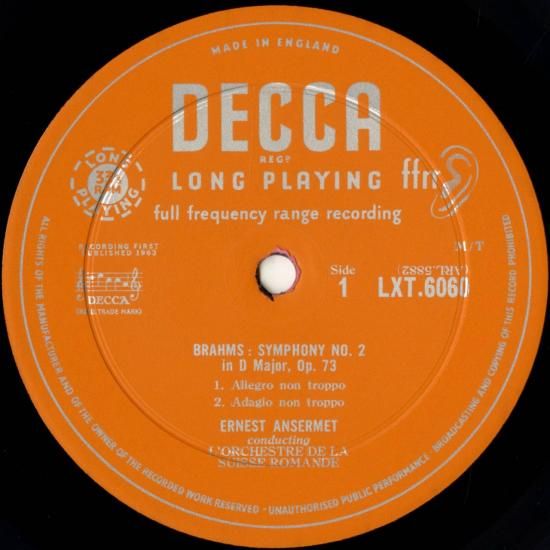 MADE IN ENGLAND
DECCA
REGD
LONG PLAYING
ffrr
full frequency range recording
LONG
33⅓
RPM
PLAYING
RECORDING FIRST
PUBLISHED 1963
DECCA
Side
1
M/T
(ARL.5882)
LXT.6060
BRAHMS : SYMPHONY NO. 2
in D Major, Op. 73
1. Allegro non troppo
2. Adagio non troppo
ERNEST ANSERMET
conducting
L'ORCHESTRE DE LA
SUISSE ROMANDE
ALL RIGHTS OF THE MANUFACTURER AND OF THE OWNER OF THE RECORDED WORK RESERVED - UNAUTHORISED PUBLIC PERFORMANCE - BROADCASTING AND COPYING OF THIS RECORD PROHIBITED